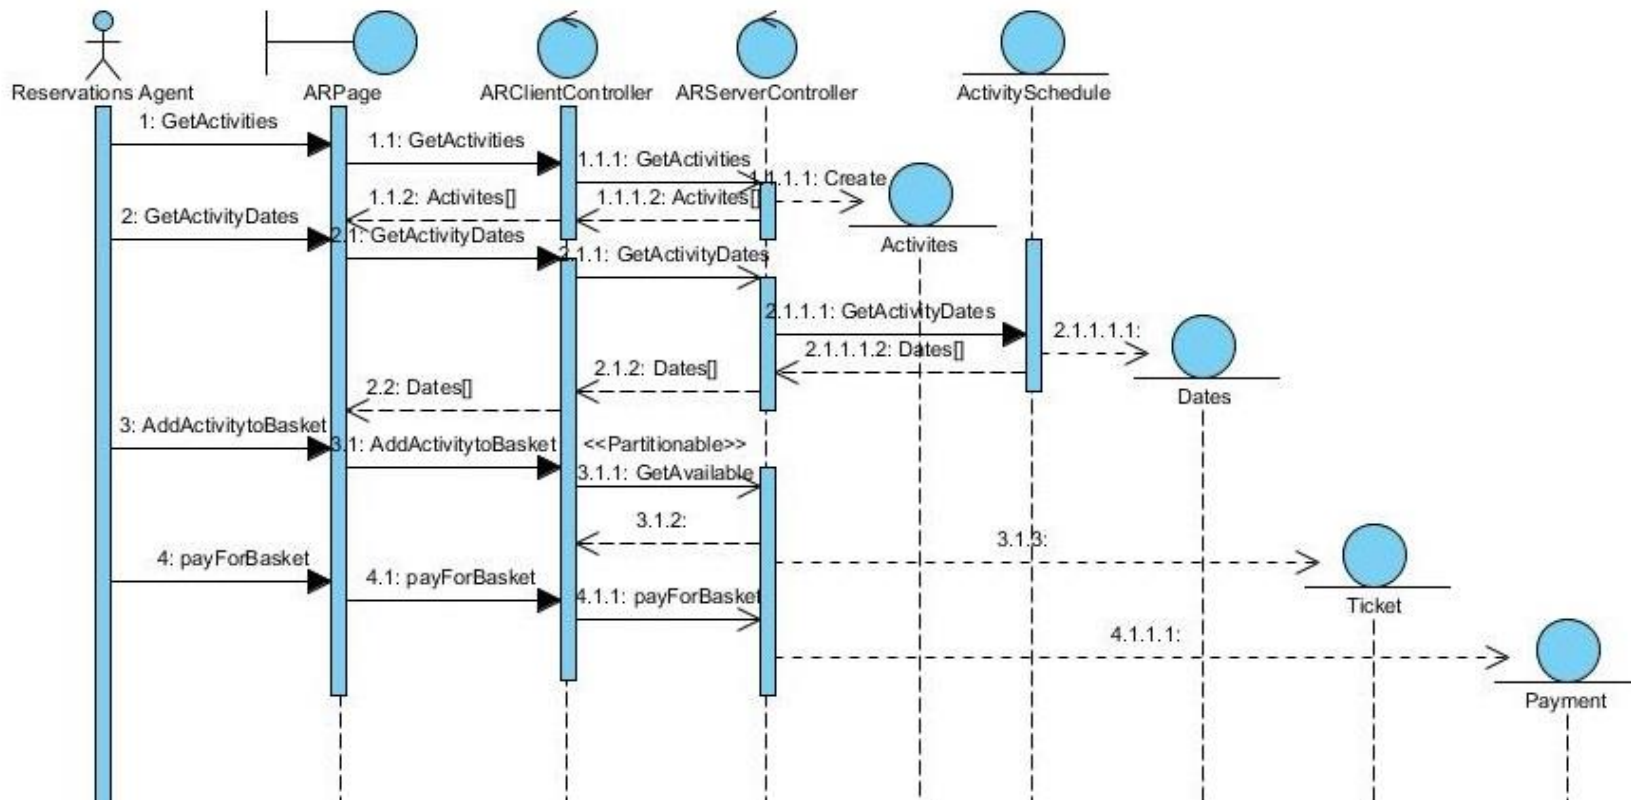 Reservations Agent
ARPage
ARClientController
ARServerController
ActivitySchedule
1: GetActivities
1.1: GetActivities
1.1.1: GetActivities
1.1.1.1: Create
1.1.1.2: Activites[]
1.1.2: Activites[]
Activites
2: GetActivityDates
2.1: GetActivityDates
2.1.1: GetActivityDates
2.1.1.1: GetActivityDates
2.1.1.1.1:
2.1.1.1.2: Dates[]
2.1.2: Dates[]
2.2: Dates[]
Dates
3: AddActivitytoBasket
3.1: AddActivitytoBasket
<<Partitionable>>
3.1.1: GetAvailable
3.1.2:
3.1.3:
Ticket
4: payForBasket
4.1: payForBasket
4.1.1: payForBasket
4.1.1.1:
Payment